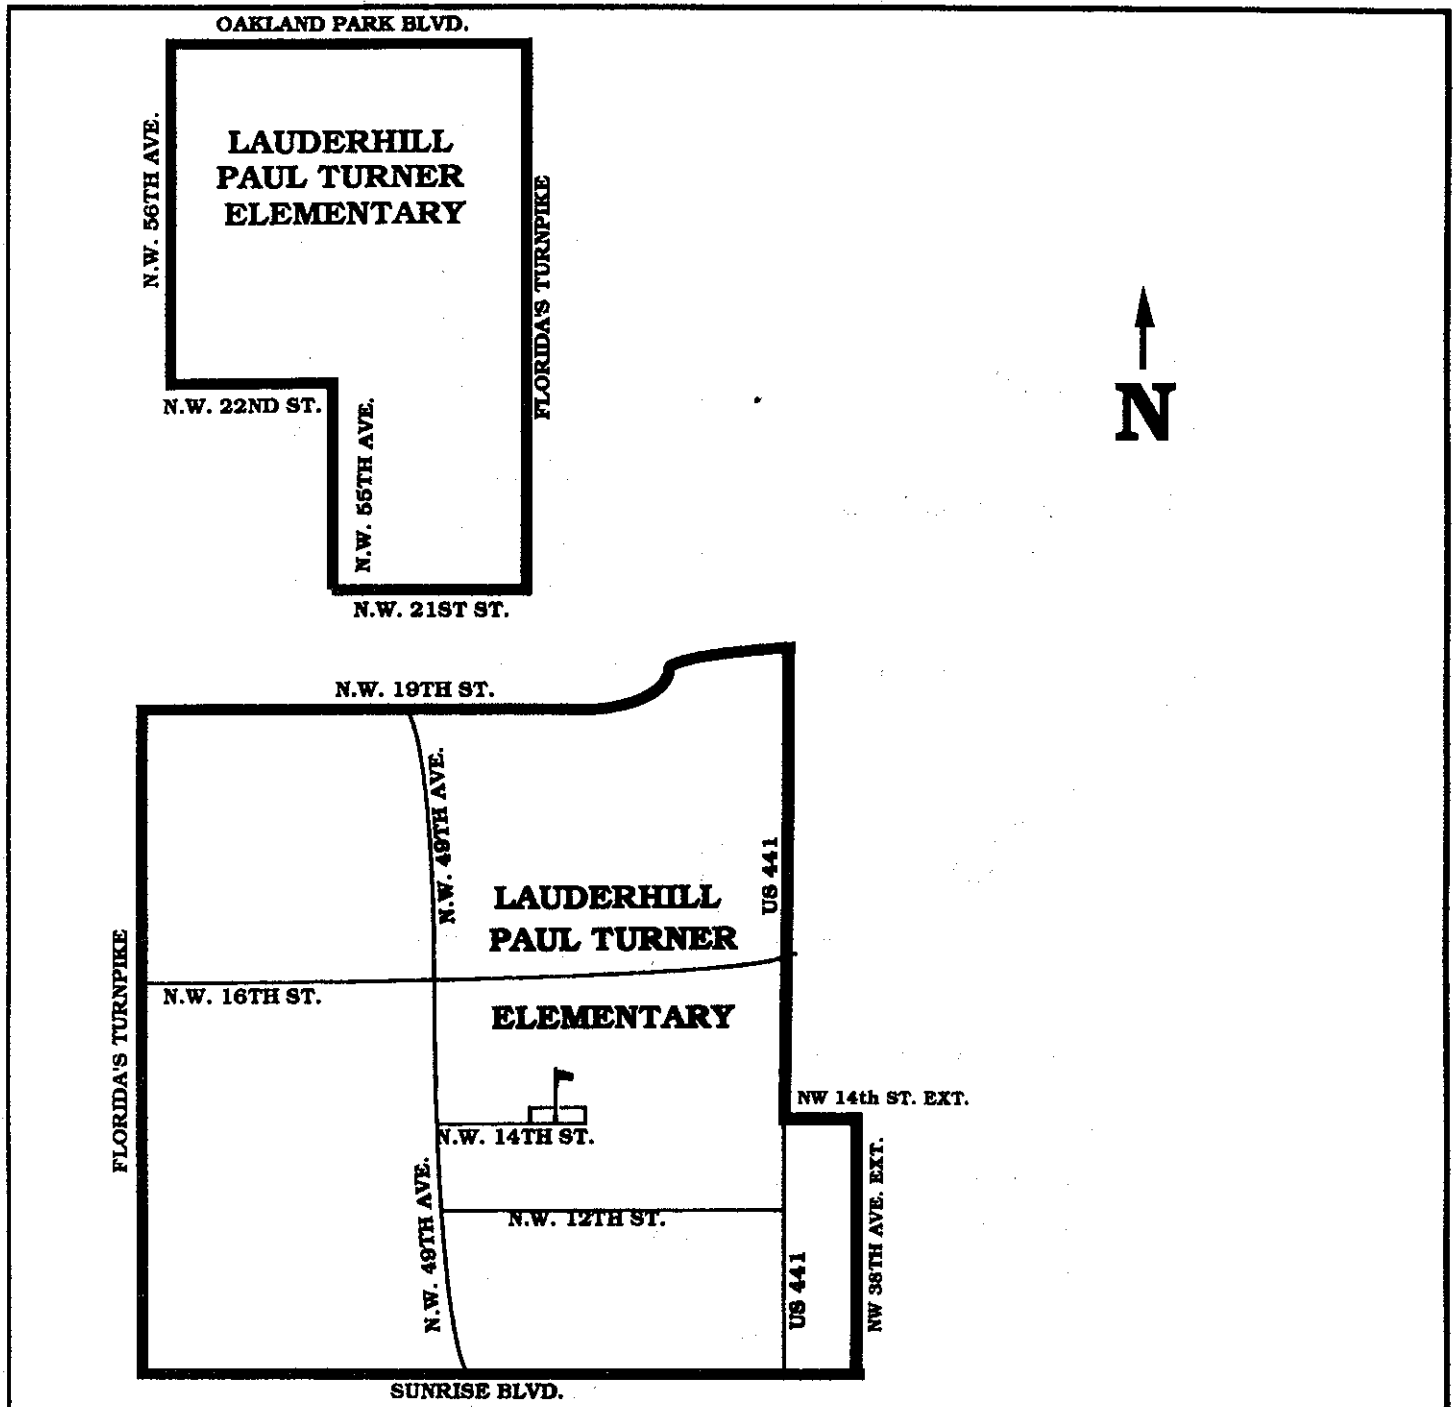 OAKLAND PARK BLVD.
N.W. 56TH AVE.
LAUDERHILL
PAUL TURNER
ELEMENTARY
FLORIDA'S TURNPIKE
N.W. 22ND ST.
N.W. 55TH AVE.
N.W. 21ST ST.
N
N.W. 19TH ST.
N.W. 49TH AVE.
US 441
LAUDERHILL
PAUL TURNER
FLORIDA'S TURNPIKE
N.W. 16TH ST.
ELEMENTARY
NW 14th ST. EXT.
N.W. 14TH ST.
N.W. 49TH AVE.
N.W. 12TH ST.
US 441
NW 38TH AVE. EXT.
SUNRISE BLVD.